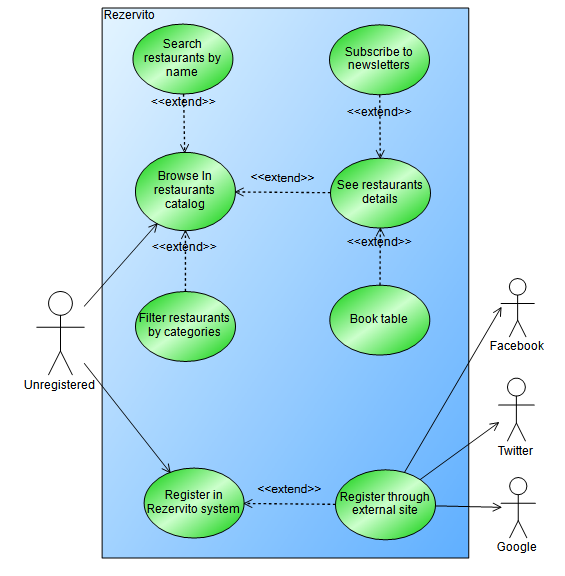 Rezervito
Search
restaurants by
name
Subscribe to
newsletters
<<extend>>
<<extend>>
Browse In
restaurants
catalog
<<extend>>
See restaurants
details
<<extend>>
<<extend>>
Filter restaurants
by categories
Book table
Unregistered
Facebook
Twitter
Register in
Rezervito system
<<extend>>
Register through
external site
Google